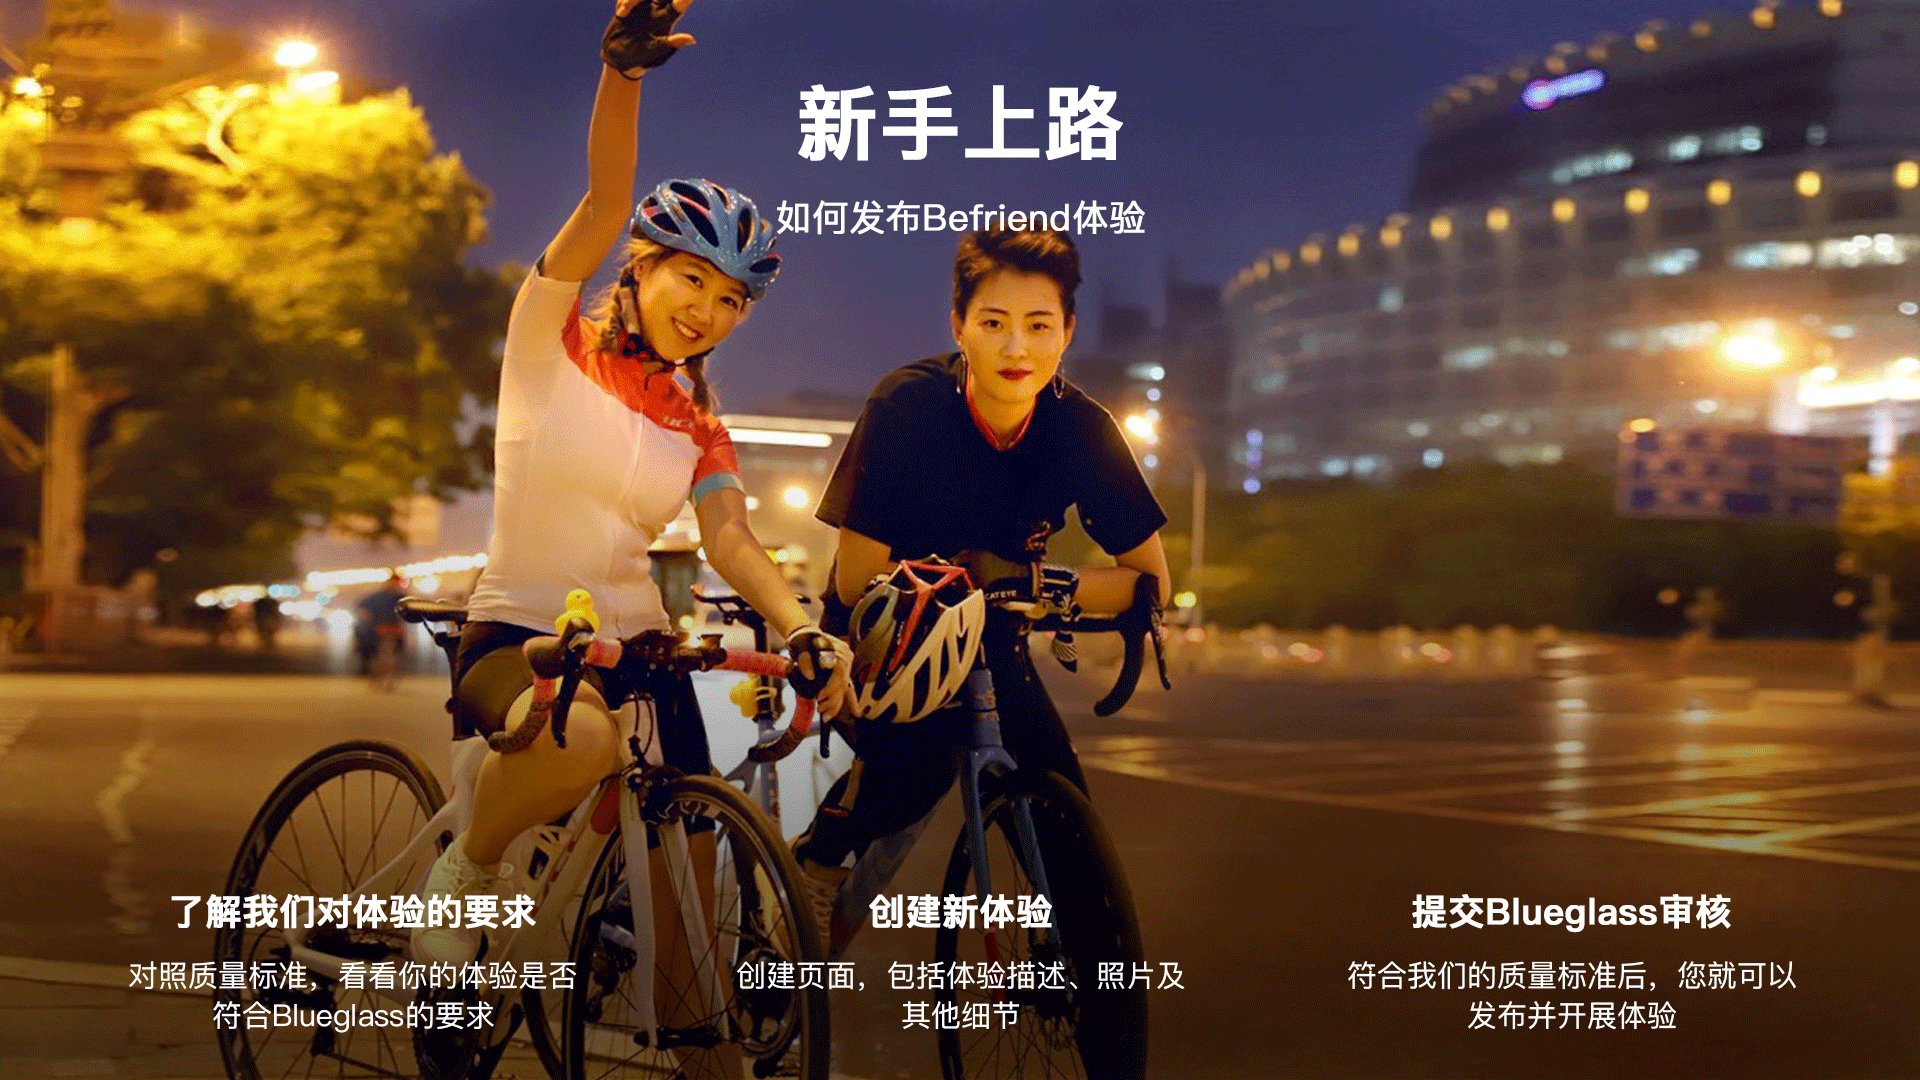 新手上路
如何发布Befriend体验
CATEYE
了解我们对体验的要求
对照质量标准，看看你的体验是否
符合Blueglass的要求
创建新体验
创建页面，包括体验描述、照片及
其他细节
提交Blueglass审核
符合我们的质量标准后，您就可以
发布并开展体验